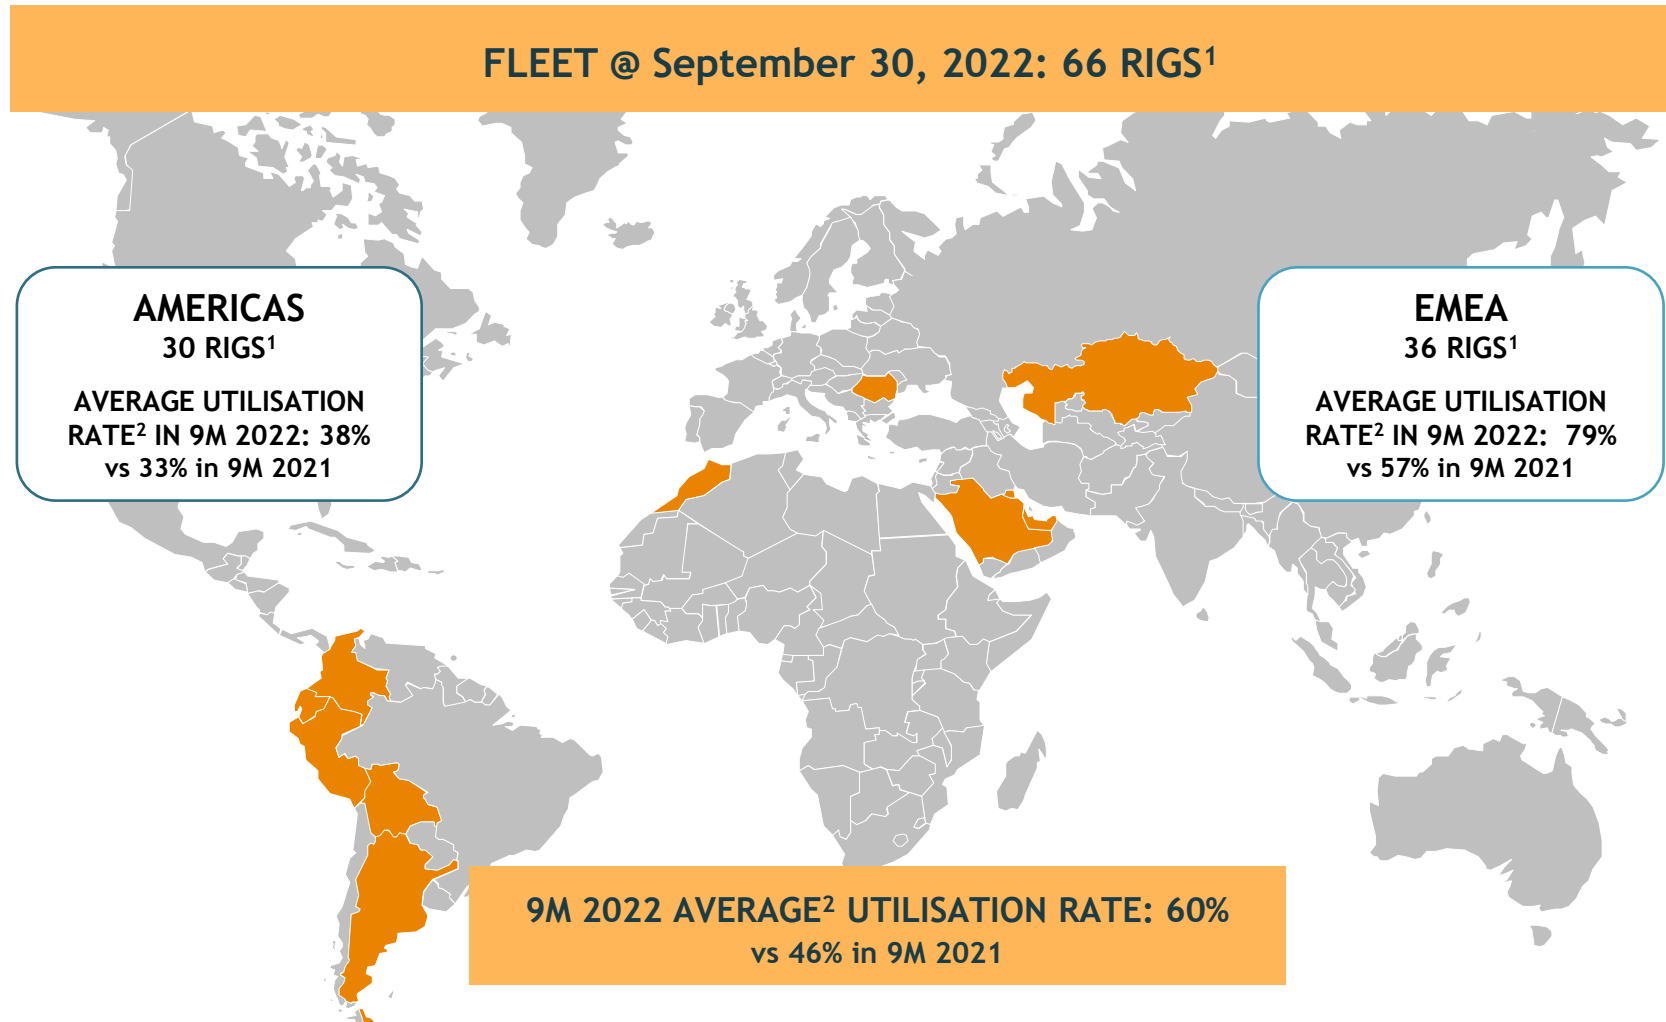 FLEET @ September 30, 2022: 66 RIGS¹
AMERICAS
30 RIGS¹
AVERAGE UTILISATION
RATE² IN 9M 2022: 38%
vs 33% in 9M 2021
EMEA
36 RIGS¹
AVERAGE UTILISATION
RATE² IN 9M 2022: 79%
vs 57% in 9M 2021
9M 2022 AVERAGE² UTILISATION RATE: 60%
vs 46% in 9M 2021